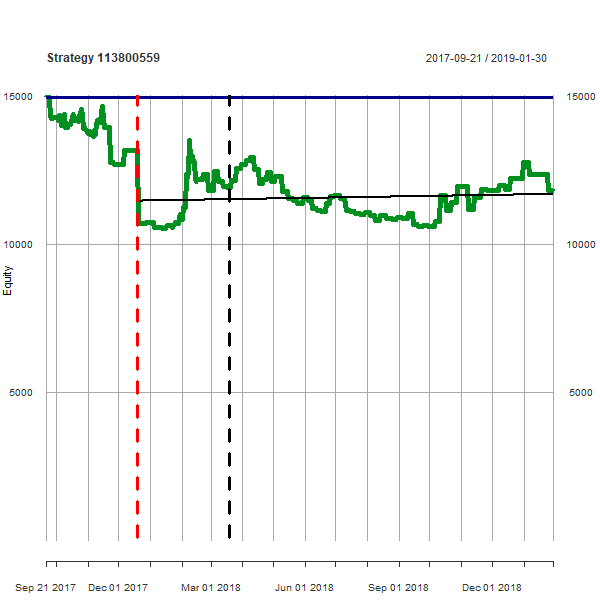 Strategy 113800559
2017-09-21 / 2019-01-30
15000 15000
10000 10000
Equity
5000 5000
Sep 21 2017 Dec 01 2017 Mar 01 2018 Jun 01 2018 Sep 01 2018 Dec 01 2018